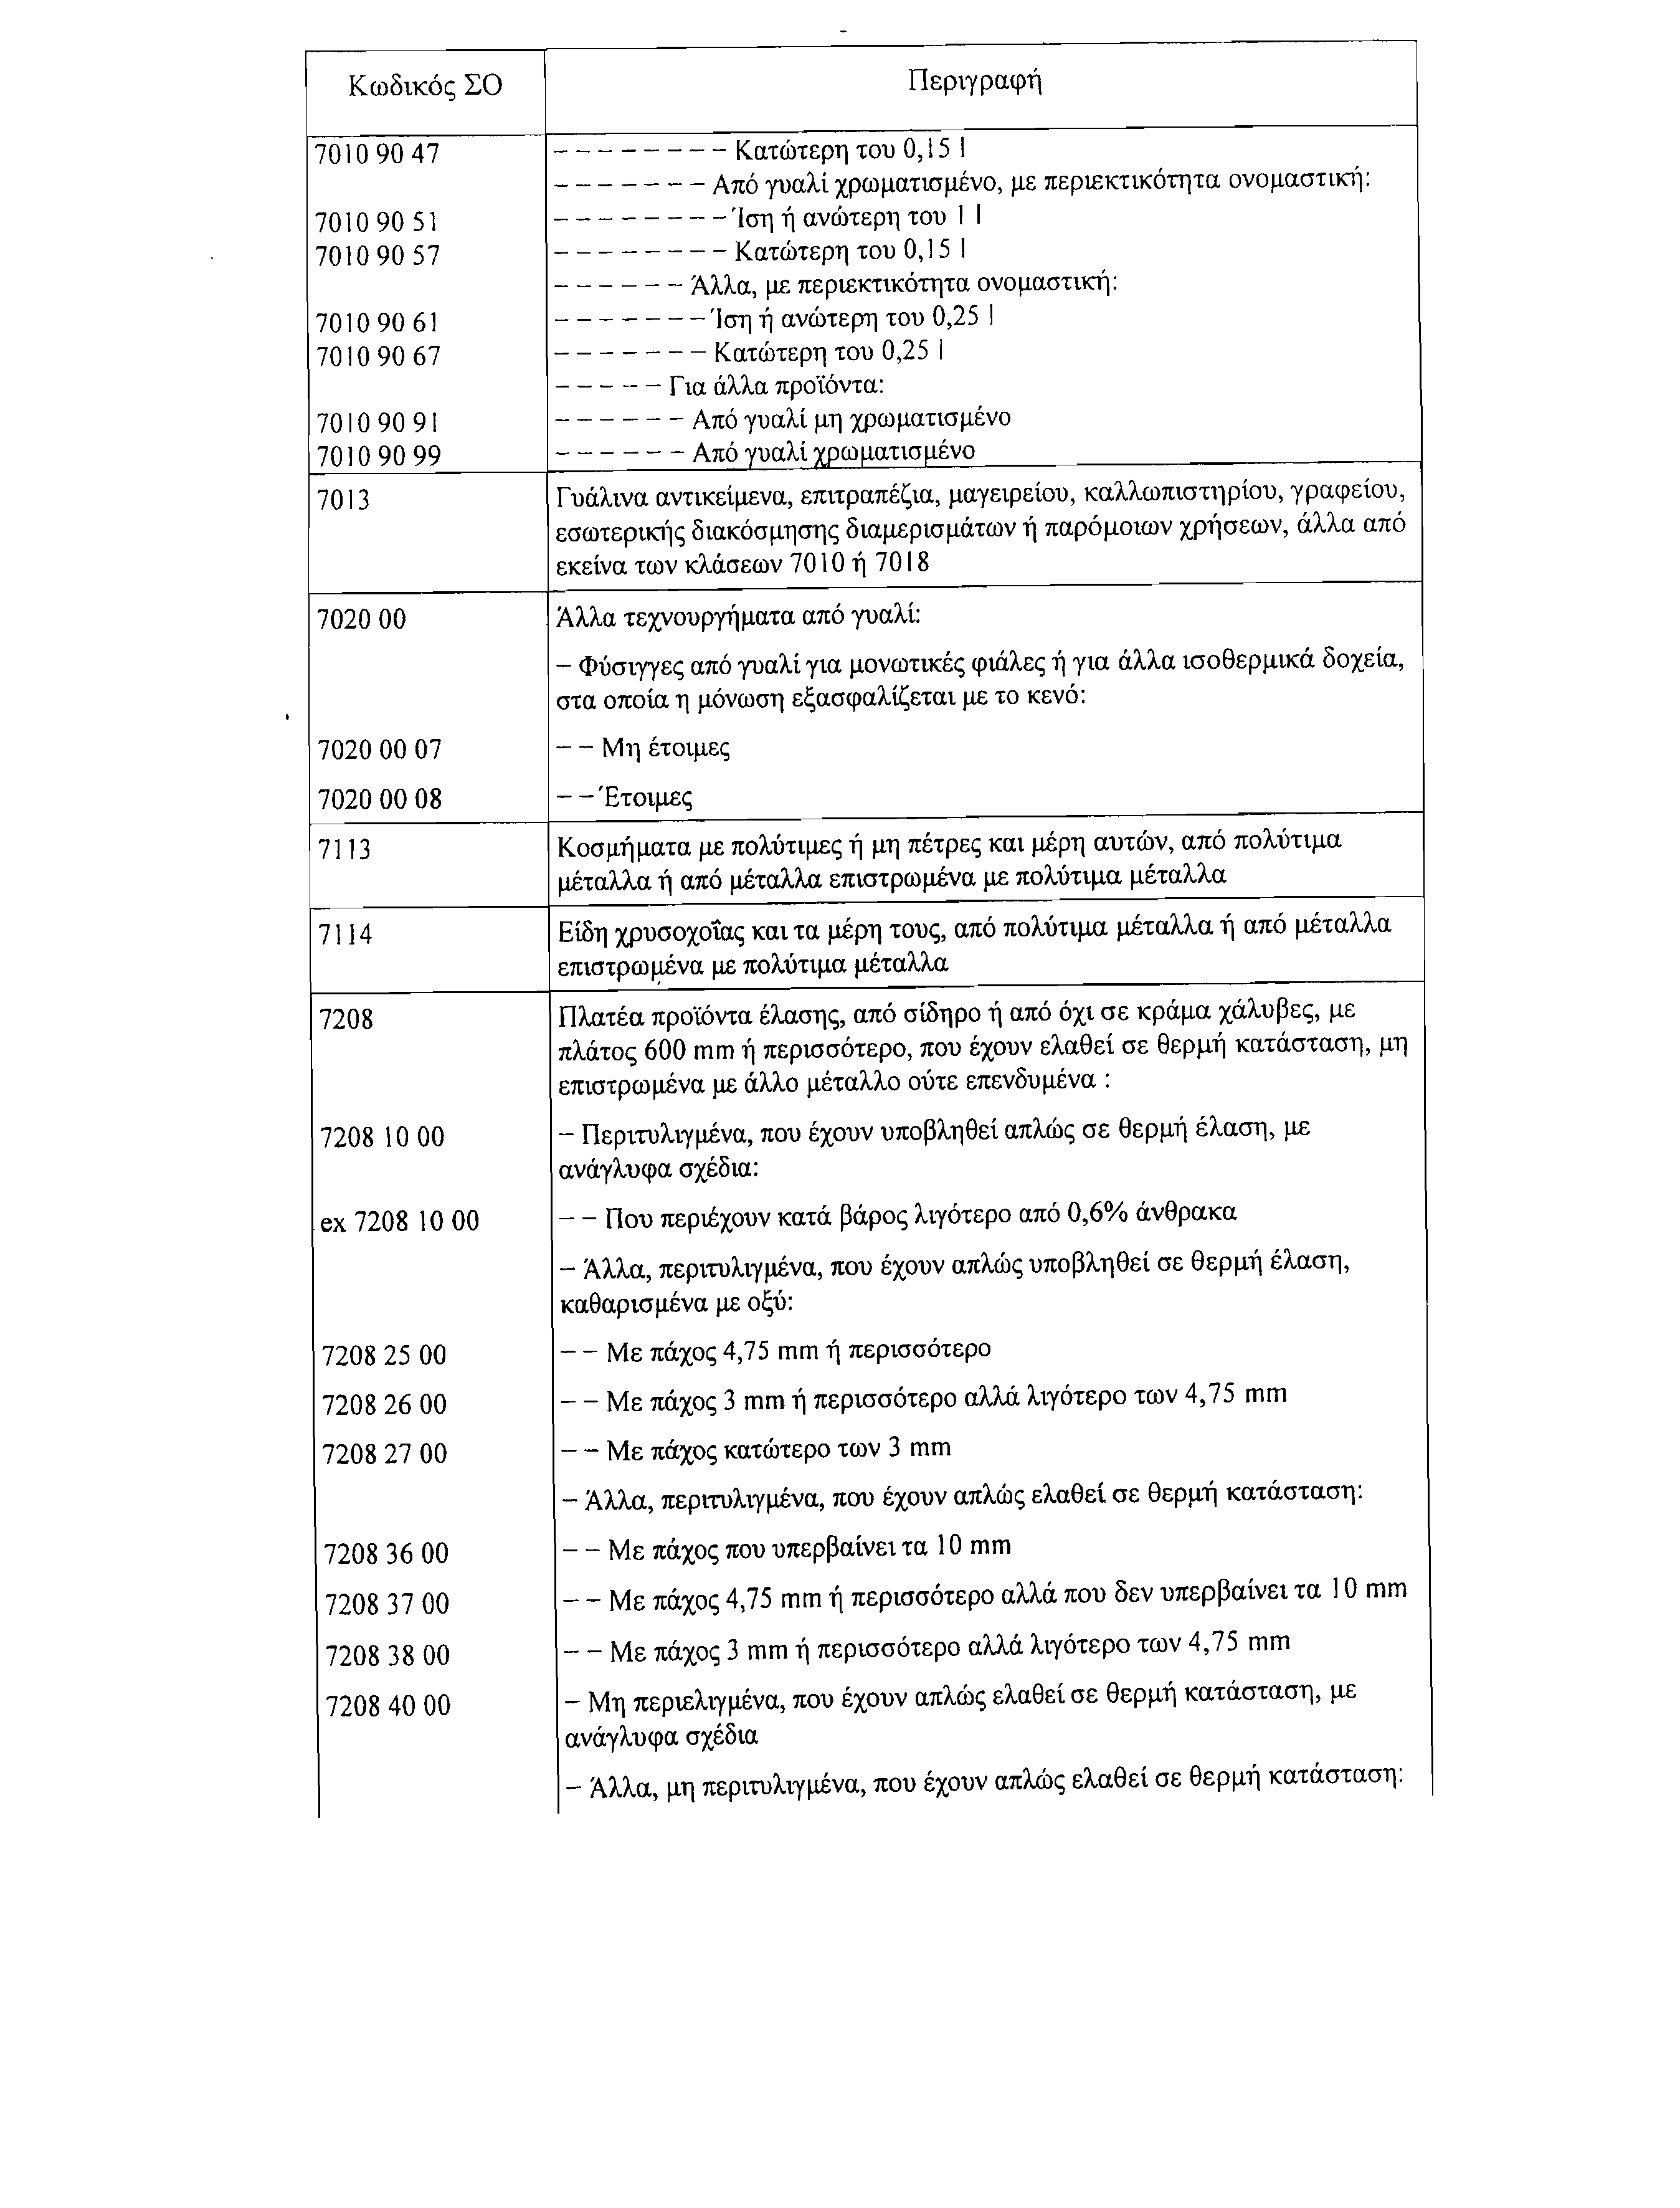 Κωδικός ΣΟ Περιγραφή
7010 90 47 – – – – – – – – Κατώτερη του 0,15 l
– – – – – – – Από γυαλί χρωματισμένο, με περιεκτικότητα ονομαστική:
7010 90 51 – – – – – – – – Ίση ή ανώτερη του 1 l
7010 90 57 – – – – – – – – Κατώτερη του 0,15 l
– – – – – – Άλλα, με περιεκτικότητα ονομαστική:
7010 90 61 – – – – – – – Ίση ή ανώτερη του 0,25 l
7010 90 67 – – – – – – – Κατώτερη του 0,25 l
– – – – – Για άλλα προϊόντα:
7010 90 91 – – – – – – Από γυαλί μη χρωματισμένο
7010 90 99 – – – – – – Από γυαλί χρωματισμένο
7013 Γυάλινα αντικείμενα, επιτραπέζια, μαγειρείου, καλλωπιστηρίου, γραφείου,
εσωτερικής διακόσμησης διαμερισμάτων ή παρόμοιων χρήσεων, άλλα από
εκείνα των κλάσεων 7010 ή 7018
7020 00 Άλλα τεχνουργήματα από γυαλί:
– Φύσιγγες από γυαλί για μονωτικές φιάλες ή για άλλα ισοθερμικά δοχεία,
στα οποία η μόνωση εξασφαλίζεται με το κενό:
7020 00 07 – – Μη έτοιμες
7020 00 08 – – Έτοιμες
7113 Κοσμήματα με πολύτιμες ή μη πέτρες και μέρη αυτών, από πολύτιμα
μέταλλα ή από μέταλλα επιστρωμένα με πολύτιμα μέταλλα
7114 Είδη χρυσοχοΐας και τα μέρη τους, από πολύτιμα μέταλλα ή από μέταλλα
επιστρωμένα με πολύτιμα μέταλλα
7208 Πλατέα προϊόντα έλασης, από σίδηρο ή από όχι σε κράμα χάλυβες, με
πλάτος 600 mm ή περισσότερο, που έχουν ελαθεί σε θερμή κατάσταση, μη
επιστρωμένα με άλλο μέταλλο ούτε επενδυμένα :
7208 10 00 – Περιτυλιγμένα, που έχουν υποβληθεί απλώς σε θερμή έλαση, με
ανάγλυφα σχέδια:
ex 7208 10 00 – – Που περιέχουν κατά βάρος λιγότερο από 0,6% άνθρακα
– Άλλα, περιτυλιγμένα, που έχουν απλώς υποβληθεί σε θερμή έλαση,
καθαρισμένα με οξύ:
7208 25 00 – – Με πάχος 4,75 mm ή περισσότερο
7208 26 00 – – Με πάχος 3 mm ή περισσότερο αλλά λιγότερο των 4,75 mm
7208 27 00 – – Με πάχος κατώτερο των 3 mm
– Άλλα, περιτυλιγμένα, που έχουν απλώς ελαθεί σε θερμή κατάσταση:
7208 36 00 – – Με πάχος που υπερβαίνει τα 10 mm
7208 37 00 – – Με πάχος 4,75 mm ή περισσότερο αλλά που δεν υπερβαίνει τα 10 mm
7208 38 00 – – Με πάχος 3 mm ή περισσότερο αλλά λιγότερο των 4,75 mm
7208 40 00 – Μη περιελιγμένα, που έχουν απλώς ελαθεί σε θερμή κατάσταση, με
ανάγλυφα σχέδια
– Άλλα, μη περιτυλιγμένα, που έχουν απλώς ελαθεί σε θερμή κατάσταση: